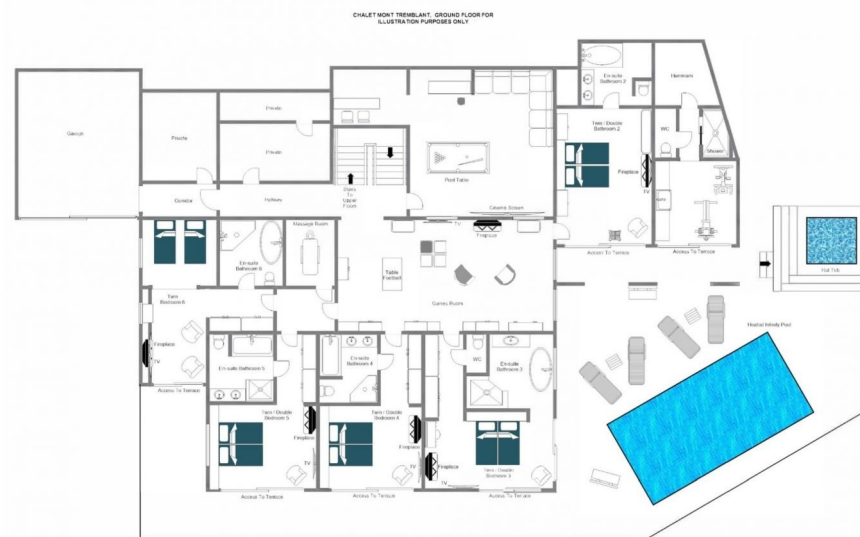 CHALET MONT TREMBLANT. GROUND FLOOR FOR
ILLUSTRATION PURPOSES ONLY
En-suite
Bathroom 2
Hammam
Garage
Private
Private
Private
WC
Shower
Twin / Double
Bathroom 2
Fireplace
TV
Pool Table
Cinema Screen
Stairs
To
Upper
Floor
Corridor
TV
Fireplace
Access To Terrace
Access To Terrace
Massage Room
En-suite
Bathroom 6
Table
Football
Games Room
Hot Tub
Twin
Bedroom 6
Fireplace
TV
Access To Terrace
Heated Infinity Pool
En-suite Bathroom 5
En-suite
Bathroom 4
WC
En-suite
Bathroom 3
Twin / Double
Bedroom 5
Fireplace
TV
Access To Terrace
Twin / Double
Bedroom 4
Fireplace
TV
Access To Terrace
Fireplace
TV
Twin / Double
Bedroom 3
Access To Terrace